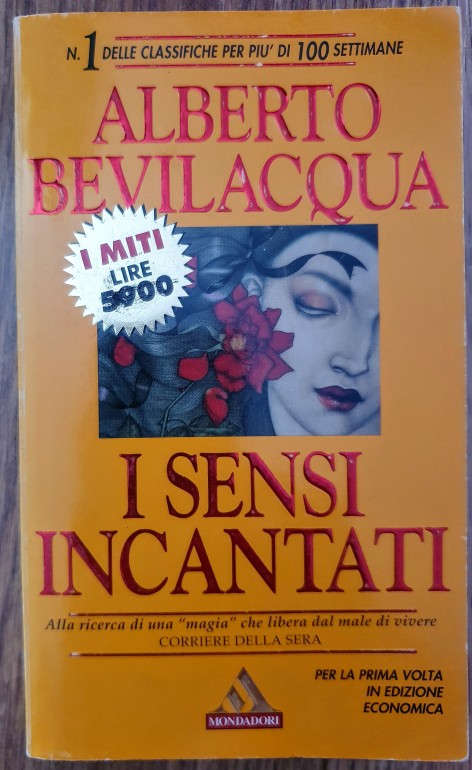 N. 1 DELLE CLASSIFICHE PER PIU' DI 100 SETTIMANE
ALBERTO
BEVILACQUA
I MITI
LIRE
5900
I SENSI
INCANTATI
Alla ricerca di una "magia" che libera dal male di vivere
CORRIERE DELLA SERA
MONDADORI
PER LA PRIMA VOLTA
IN EDIZIONE
ECONOMICA